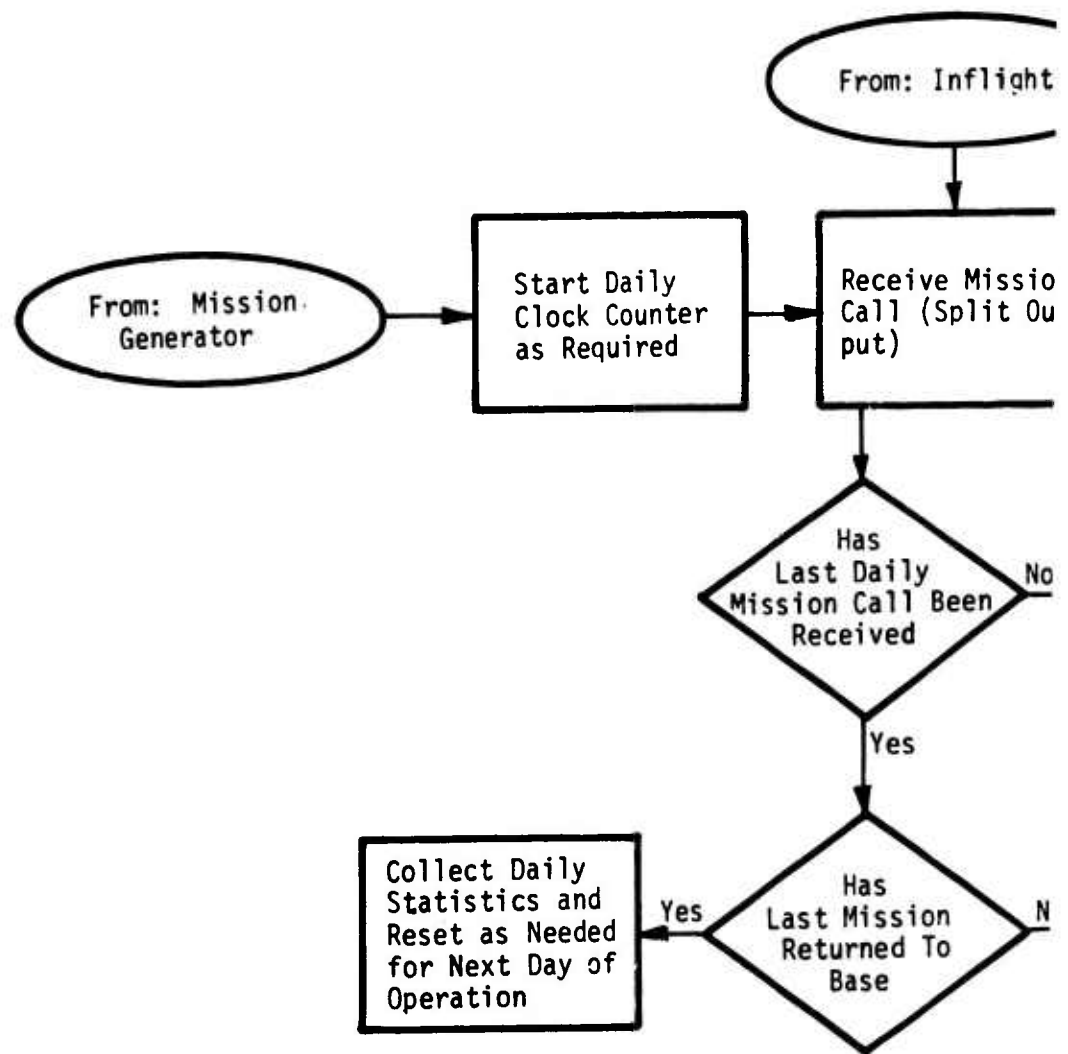 From: Inflight
From: Mission
Generator
Start Daily
Clock Counter
as Required
Receive Missio
Call (Split Ou
put)
Has
Last Daily
Mission Call Been
Received
No
Yes
Has
Last Mission
Returned To
Base
N
Yes
Collect Daily
Statistics and
Reset as Needed
for Next Day of
Operation